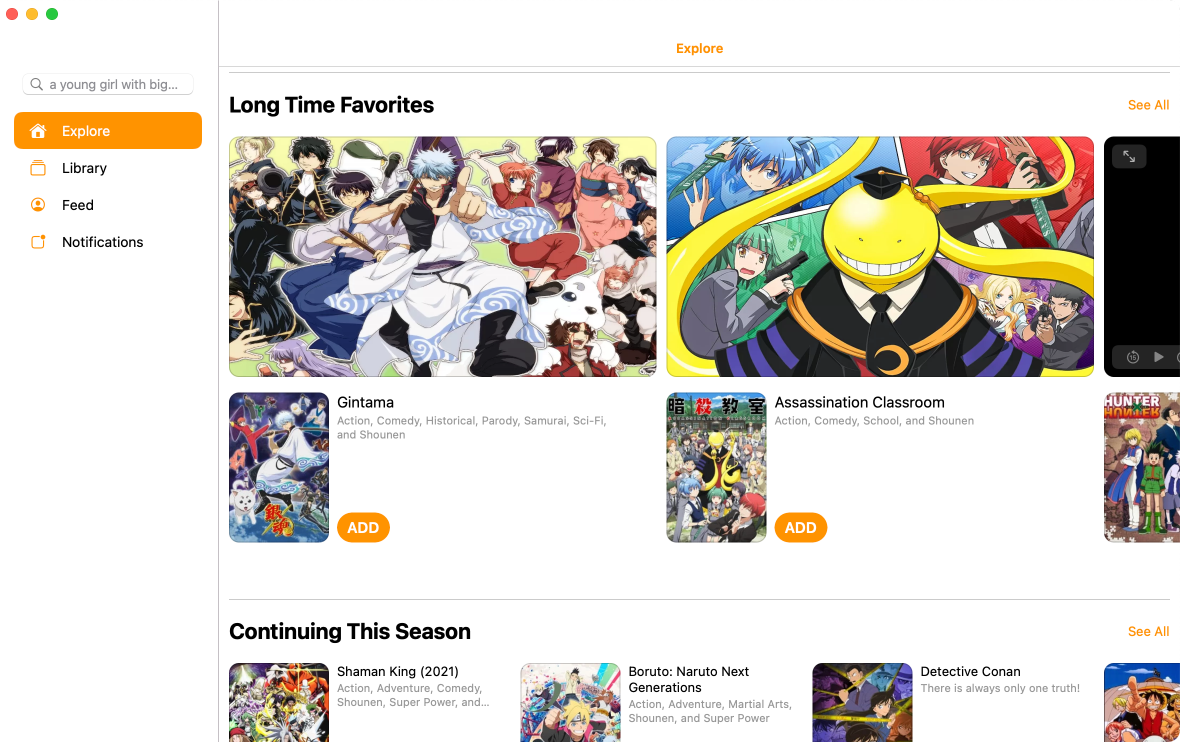 Explore
a young girl with big...
Explore
Library
Feed
Notifications
Long Time Favorites
See All
15
Gintama
Action, Comedy, Historical, Parody, Samurai, Sci-Fi,
and Shounen
ADD
銀魂
暗殺教室
Assassination Classroom
Action, Comedy, School, and Shounen
ADD
HUNTER
HUNTER
Continuing This Season
See All
Shaman King (2021)
Action, Adventure, Comedy,
Shounen, Super Power, and...
Boruto: Naruto Next
Generations
Action, Adventure, Martial Arts,
Shounen, and Super Power
Detective Conan
There is always only one truth!